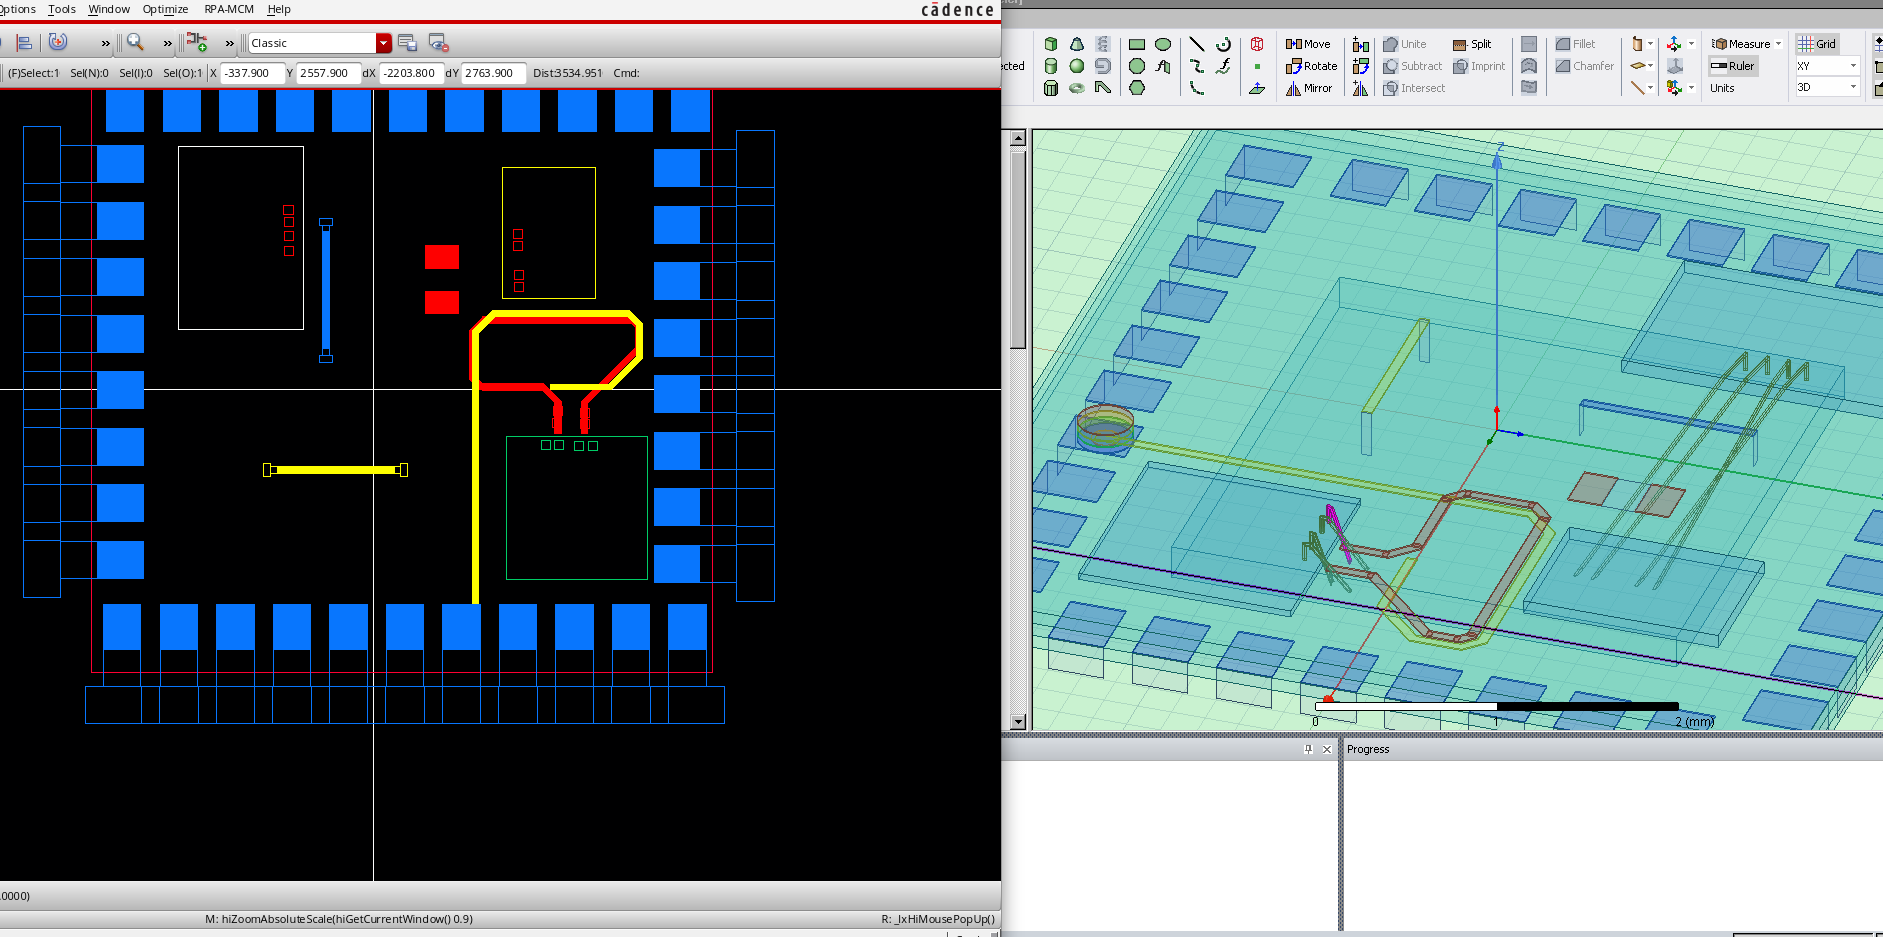 Options Tools Window Optimize RPA-MCM Help
cādence
» » » Classic
(F)Select:1 Sel(N):0 Sel(I):0 Sel(O):1 X -337.900 Y 2557.900 dX -2203.800 dY 2763.900 Dist:3534.951 Cmd:
.0000)
M: hiZoomAbsoluteScale(hiGetCurrentWindow() 0.9) R: _lxHiMousePopUp()
Move Unite Split Fillet Measure Grid
ected Rotate Subtract Imprint Chamfer Ruler XY
Mirror Intersect Units 3D
Z
0 1 2 (mm)
Progress